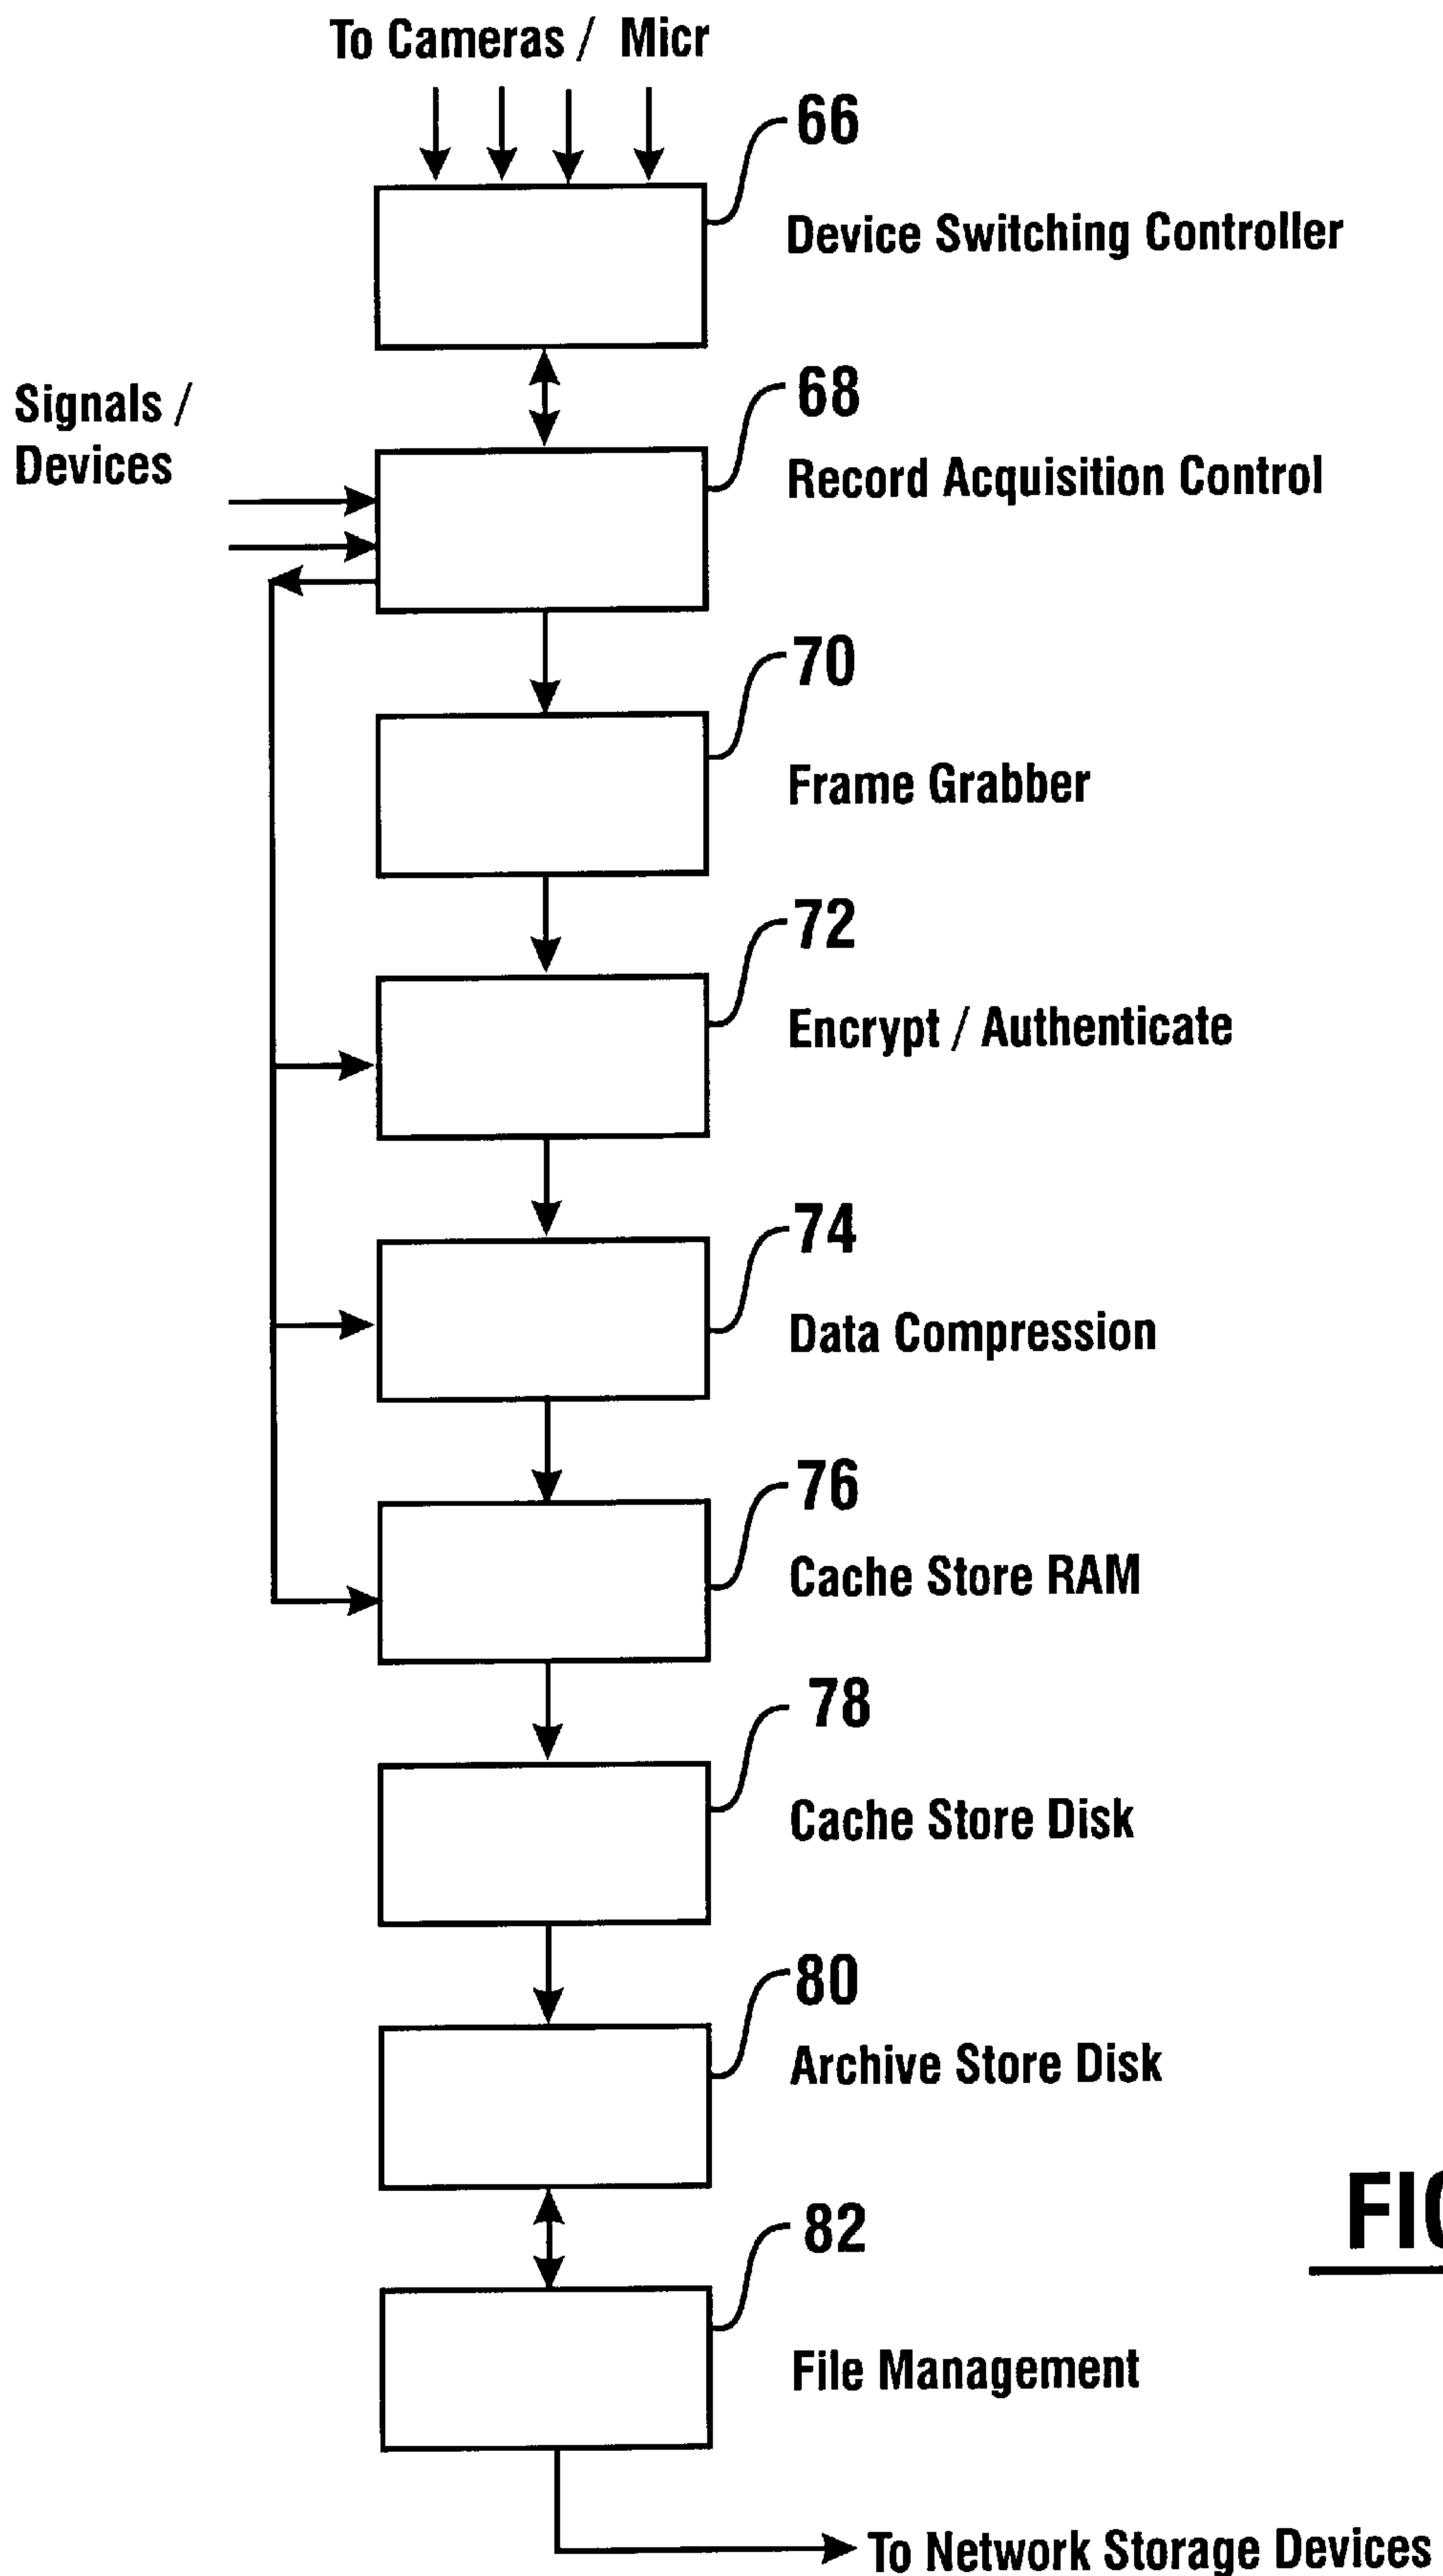 To Cameras / Micr
66
Device Switching Controller
Signals /
Devices
68
Record Acquisition Control
70
Frame Grabber
72
Encrypt / Authenticate
74
Data Compression
76
Cache Store RAM
78
Cache Store Disk
80
Archive Store Disk
82
File Management
To Network Storage Devices